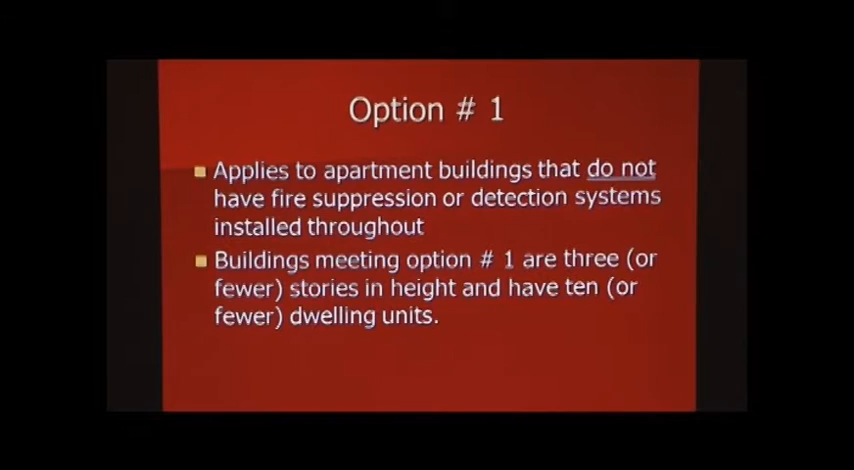 Option # 1
Applies to apartment buildings that do not
have fire suppression or detection systems
installed throughout
Buildings meeting option # 1 are three (or
fewer) stories in height and have ten (or
fewer) dwelling units.